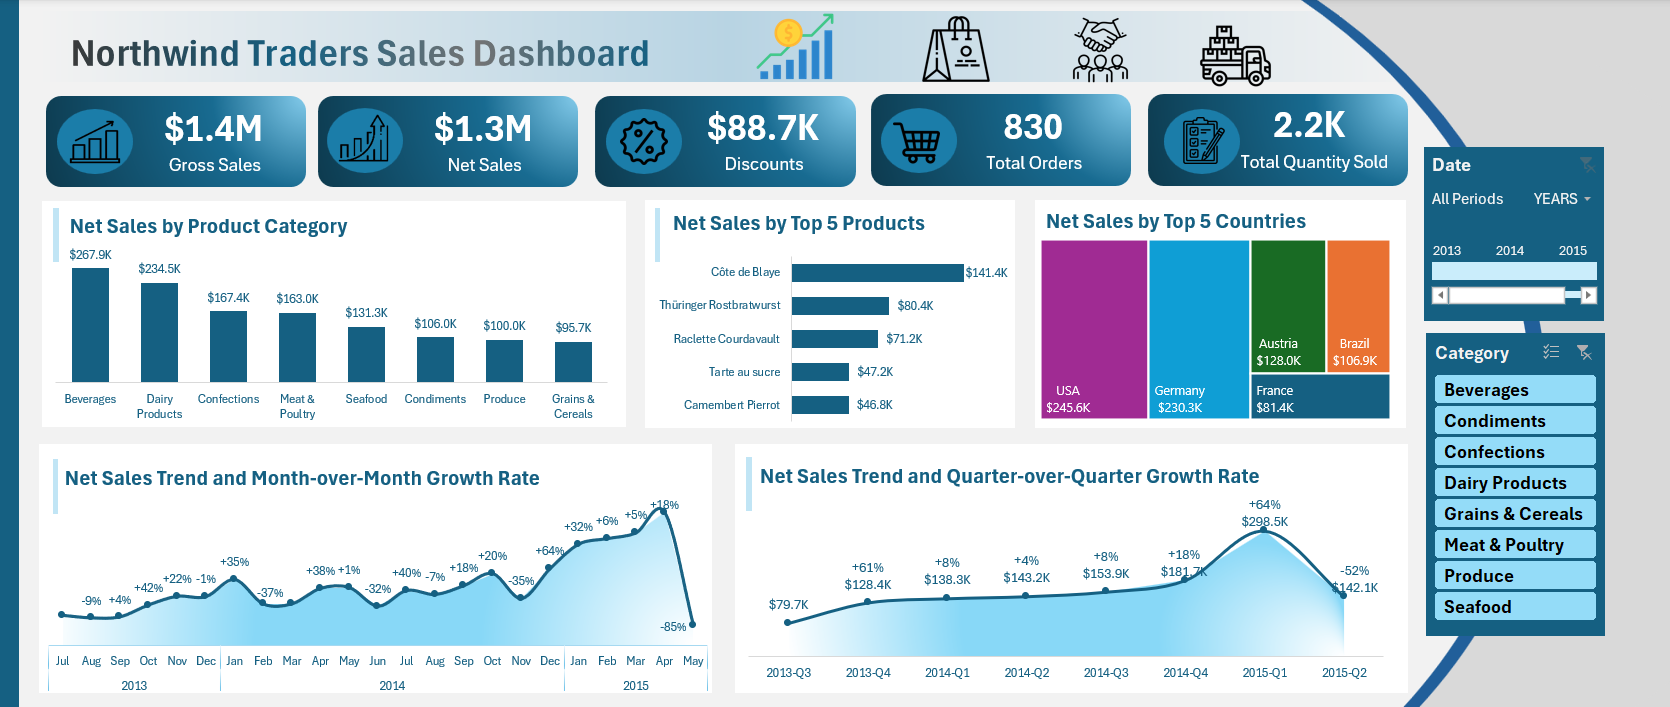 Northwind Traders Sales Dashboard
$1.4M
Gross Sales
$1.3M
Net Sales
$88.7K
Discounts
830
Total Orders
2.2K
Total Quantity Sold
Net Sales by Product Category
$267.9K
$234.5K
$167.4K
$163.0K
$131.3K
$106.0K
$100.0K
$95.7K
Beverages
Dairy
Products
Confections
Meat &
Poultry
Seafood
Condiments
Produce
Grains &
Cereals
Net Sales by Top 5 Products
Côte de Blaye
$141.4K
Thüringer Rostbratwurst
$80.4K
Raclette Courdavault
$71.2K
Tarte au sucre
$47.2K
Camembert Pierrot
$46.8K
Net Sales by Top 5 Countries
USA
$245.6K
Germany
$230.3K
Austria
$128.0K
Brazil
$106.9K
France
$81.4K
Date
All Periods YEARS
2013 2014 2015
Category
Beverages
Condiments
Confections
Dairy Products
Grains & Cereals
Meat & Poultry
Produce
Seafood
Net Sales Trend and Month-over-Month Growth Rate
-9% +4% +42% +22% -1% +35% -37% +38% +1% -32% +40% -7% +18% +20% -35% +64% +32% +6% +5% +18% -85%
Jul Aug Sep Oct Nov Dec Jan Feb Mar Apr May Jun Jul Aug Sep Oct Nov Dec Jan Feb Mar Apr May
2013 2014 2015
Net Sales Trend and Quarter-over-Quarter Growth Rate
$79.7K
+61%
$128.4K
+8%
$138.3K
+4%
$143.2K
+8%
$153.9K
+18%
$181.7K
+64%
$298.5K
-52%
$142.1K
2013-Q3 2013-Q4 2014-Q1 2014-Q2 2014-Q3 2014-Q4 2015-Q1 2015-Q2